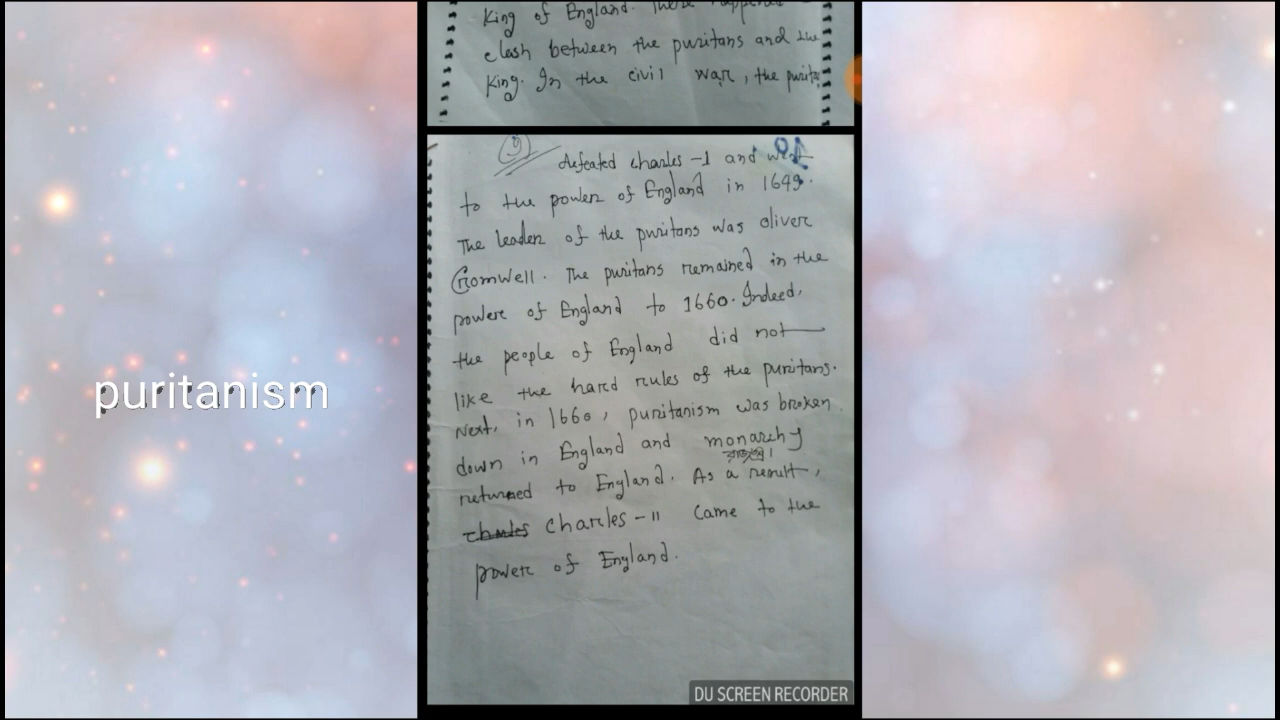 puritanism
King of England. There happened
clash between the puritans and the
King. In the civil war, the purita
defeated charles -I and went
to the power of England in 1649.
The leader of the puritans was oliver
Cromwell. The puritans remained in the
power of England to 1660. Indeed,
the people of England did not
like the hard rules of the puritans.
Next, in 1660, puritanism was broken
down in England and monarchy
returned to England. As a result,
charles Charles -II came to the
power of England.
DU SCREEN RECORDER